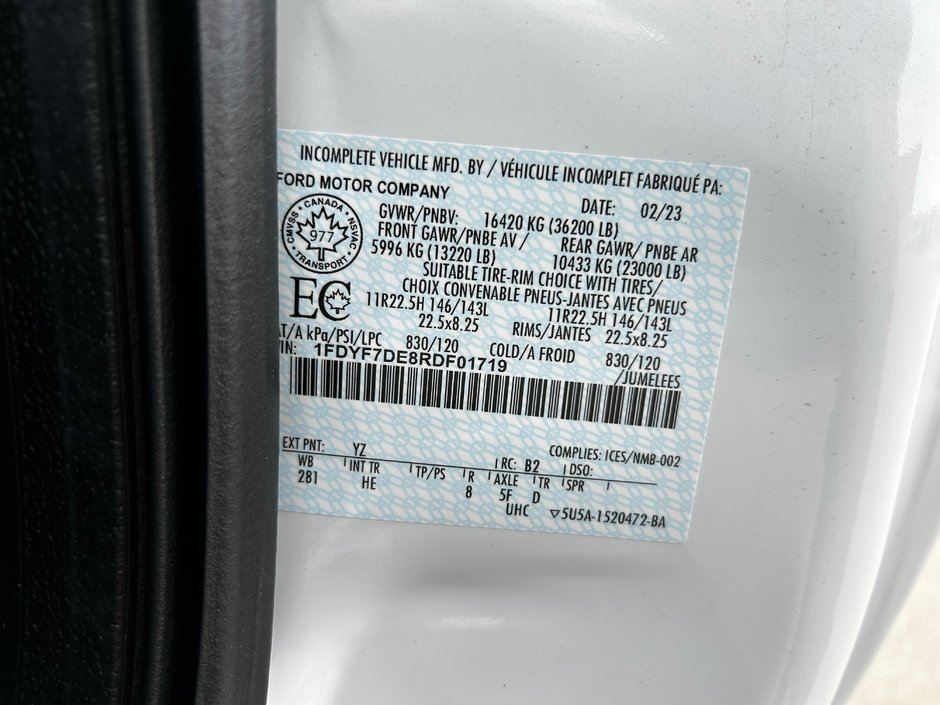 INCOMPLETE VEHICLE MFD. BY / VÉHICULE INCOMPLET FABRIQUÉ PA:
FORD MOTOR COMPANY
DATE: 02/23
GVWR/PNBV: 16420 KG (36200 LB)
FRONT GAWR/PNBE AV / REAR GAWR/ PNBE AR
5996 KG (13220 LB) 10433 KG (23000 LB)
SUITABLE TIRE-RIM CHOICE WITH TIRES/
CHOIX CONVENABLE PNEUS-JANTES AVEC PNEUS
11R22.5H 146/143L 11R22.5H 146/143L
22.5x8.25 RIMS/JANTES 22.5x8.25
AT/A kPa/PSI/LPC 830/120 COLD/A FROID 830/120
VIN: 1FDYF7DE8RDF01719 /JUMELEES
CMVSS • CANADA • NSVAC
977
• TRANSPORT •
EC
EXT PNT: YZ RC: B2 DSO: COMPLIES: ICES/NMB-002
WB INT TR TP/PS R AXLE TR SPR
281 HE 8 5F D
UHC ▽5U5A-1520472-BA